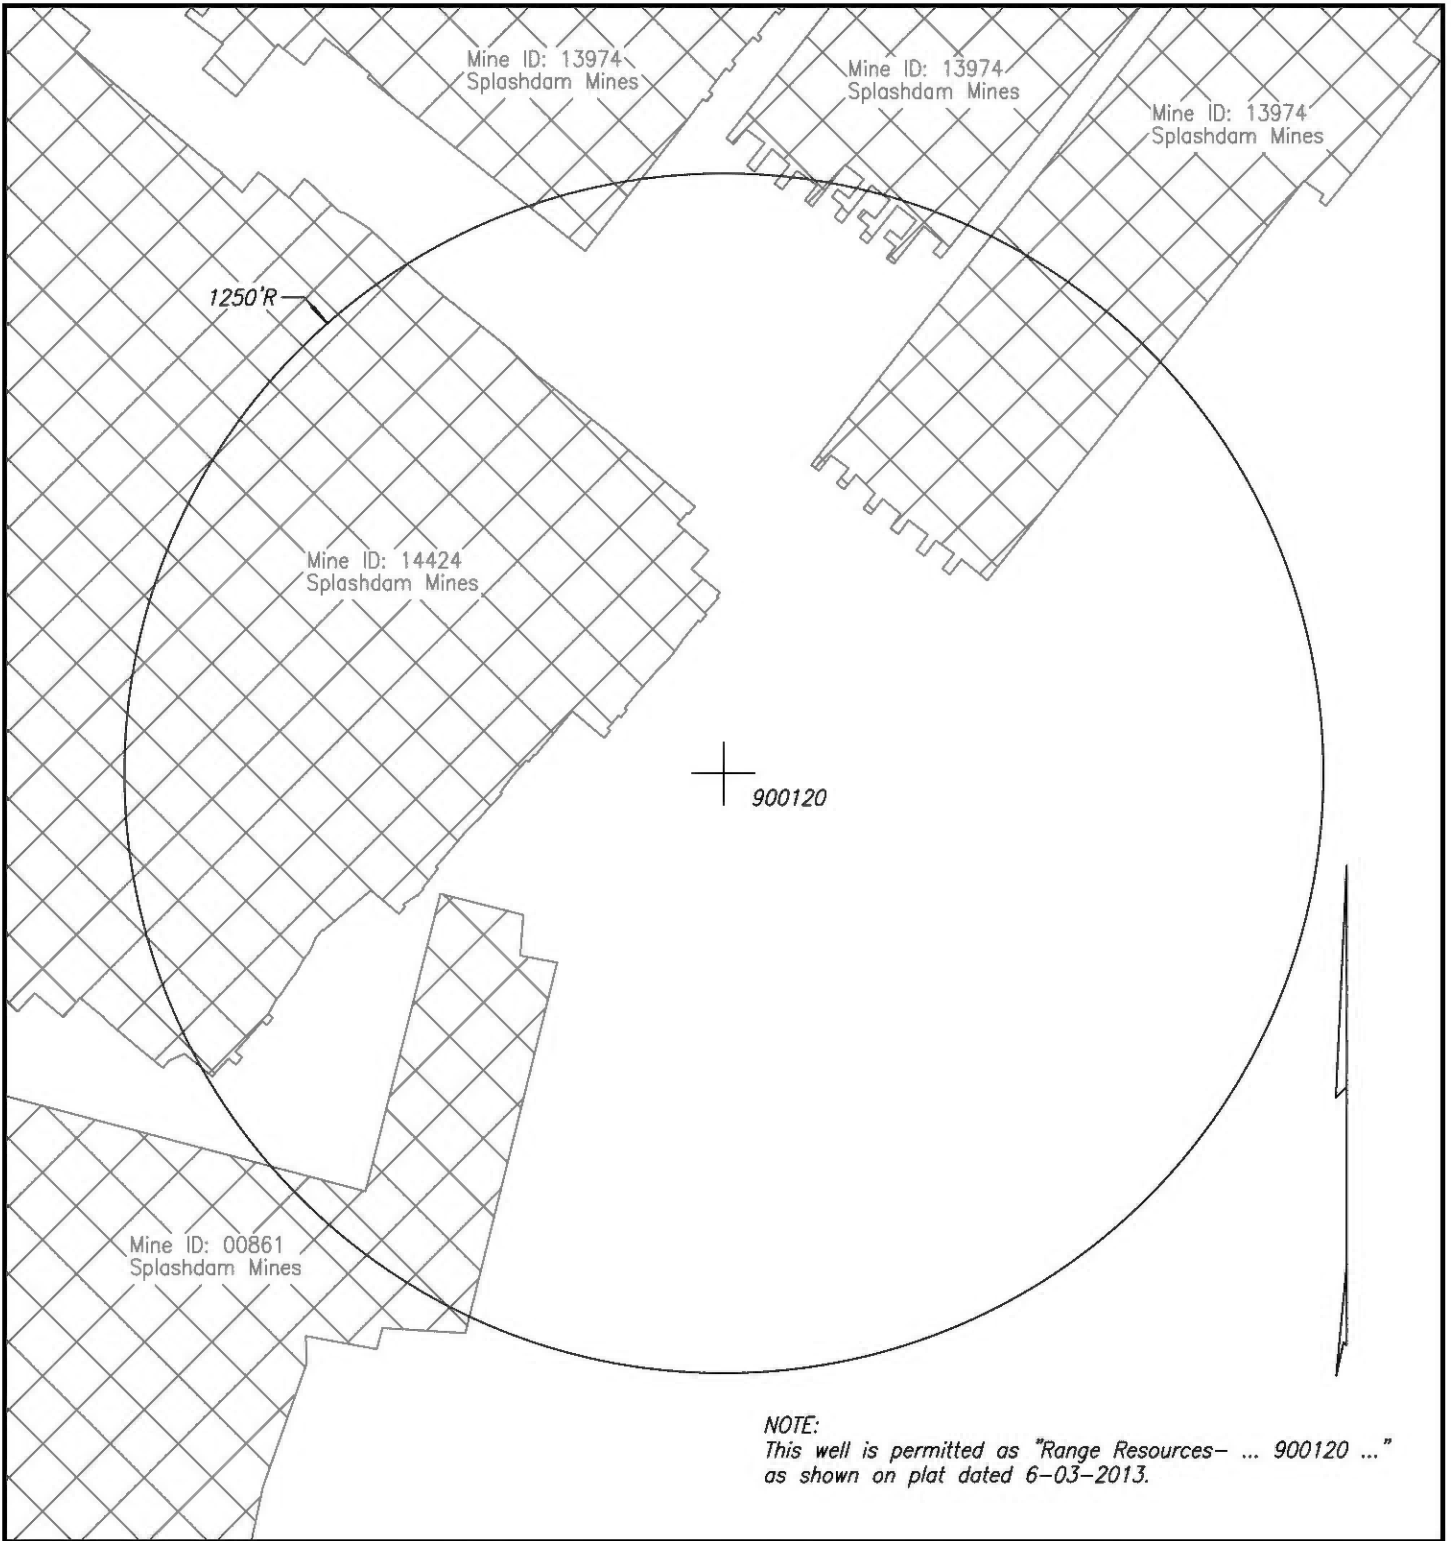 Mine ID: 13974
Splashdam Mines
Mine ID: 13974
Splashdam Mines
Mine ID: 13974
Splashdam Mines
1250'R
Mine ID: 14424
Splashdam Mines
900120
Mine ID: 00861
Splashdam Mines
NOTE:
This well is permitted as "Range Resources- ... 900120 ..."
as shown on plat dated 6-03-2013.